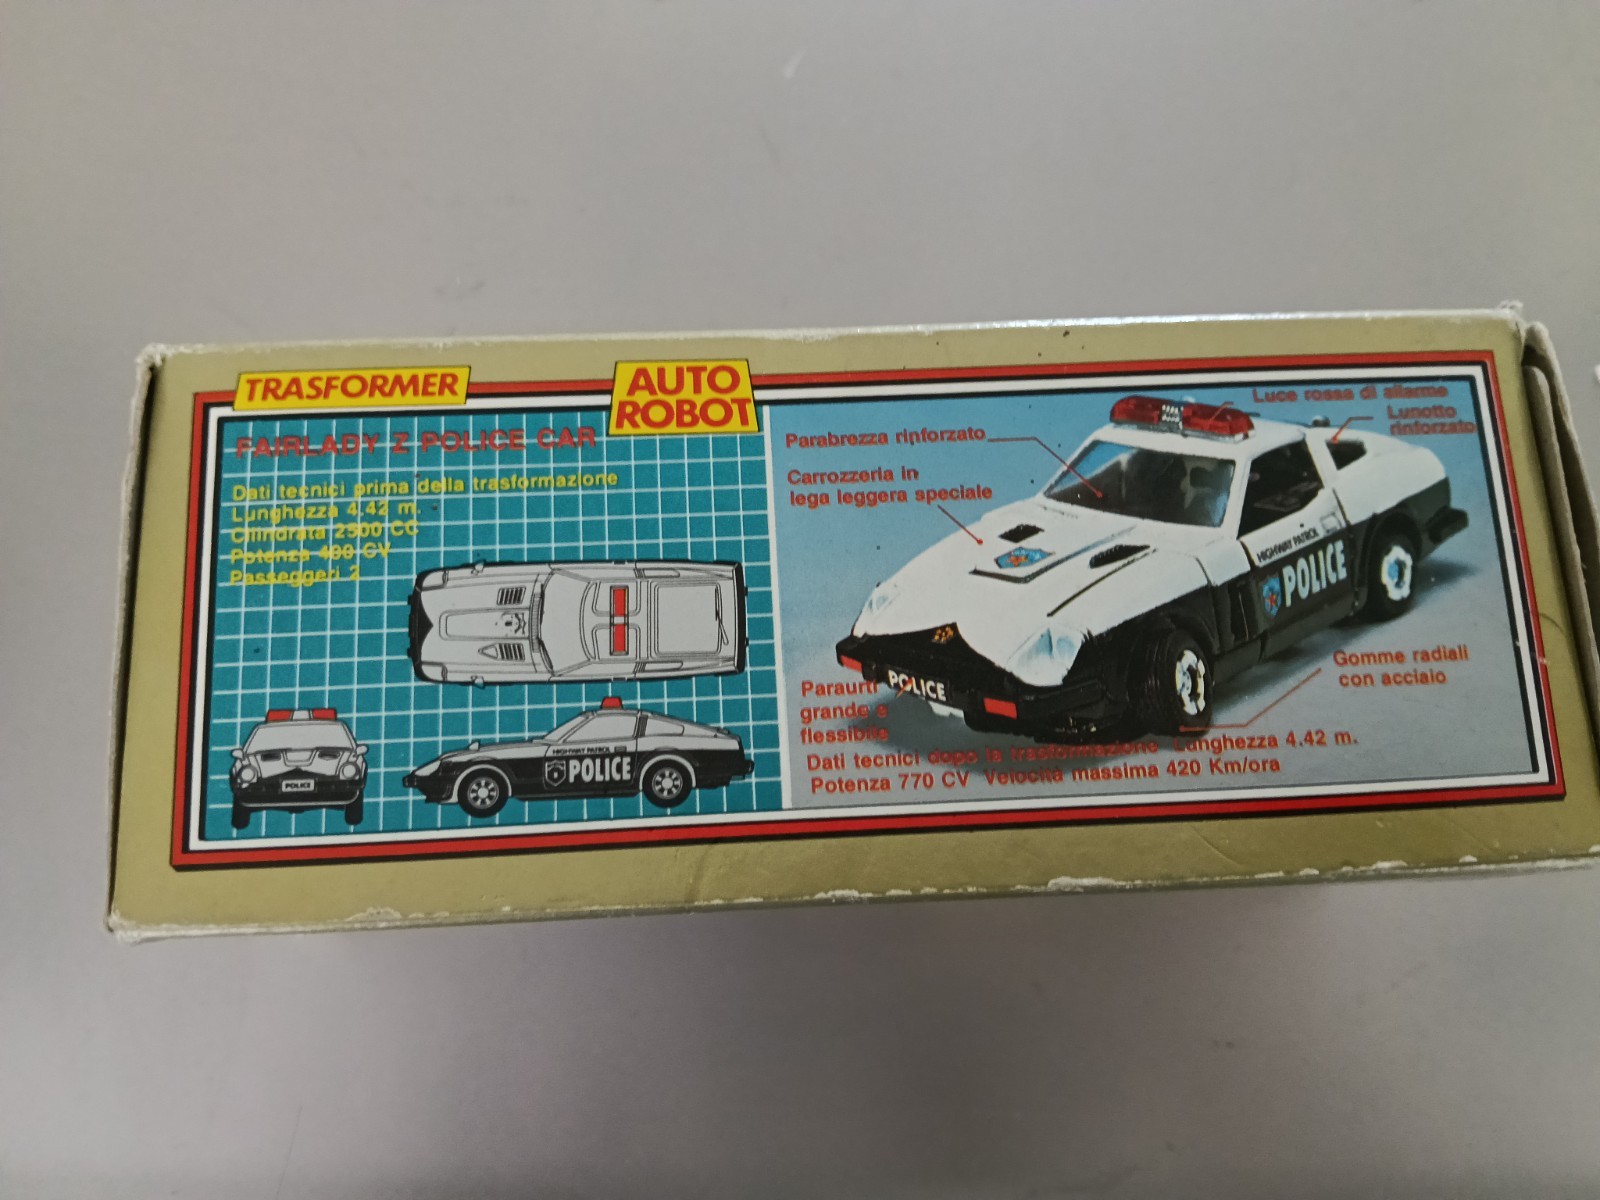 TRASFORMER
AUTO
ROBOT
FAIRLADY Z POLICE CAR
Dati tecnici prima della trasformazione
Lunghezza 4.42 m.
Cilindrata 2500 CC
Potenza 400 CV
Passeggeri 2
POLICE
HIGHWAY PATROL
POLICE
Luce rossa di allarme
Lunotto
rinforzato
Parabrezza rinforzato
Carrozzeria in
lega leggera speciale
HIGHWAY PATROL
POLICE
POLICE
Paraurti
grande e
flessibile
Gomme radiali
con acciaio
Dati tecnici dopo la trasformazione Lunghezza 4.42 m.
Potenza 770 CV Velocità massima 420 Km/ora